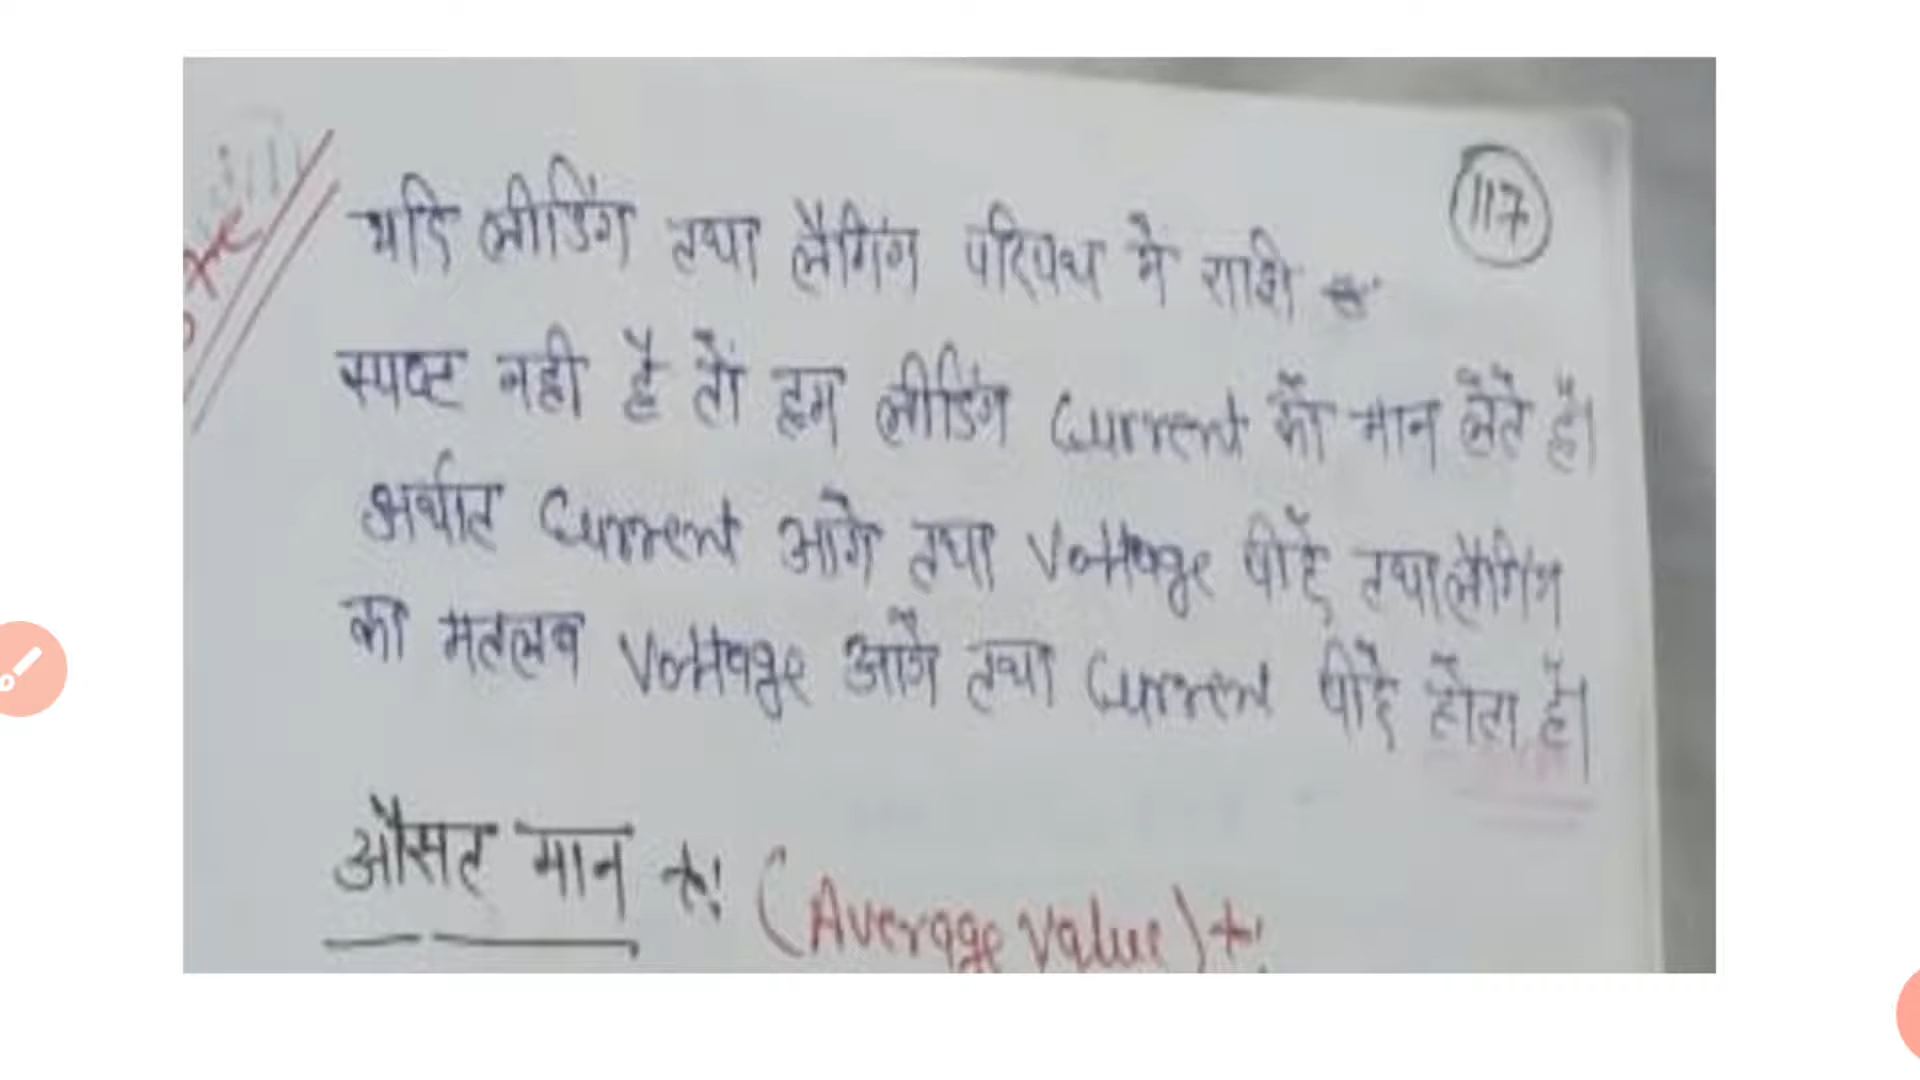 117
यदि लीडिंग तथा लैगिंग परिपथ में राशि
स्पष्ट नही है तों हम लीडिंग Current कों मान लेंतें है।
अर्थात Current आगे तथा Voltage पीछें तथा लैगिंग
का मतलब Voltage आगें तथा Current पीछें होंता है।
औसत मान :
(Average Value) :